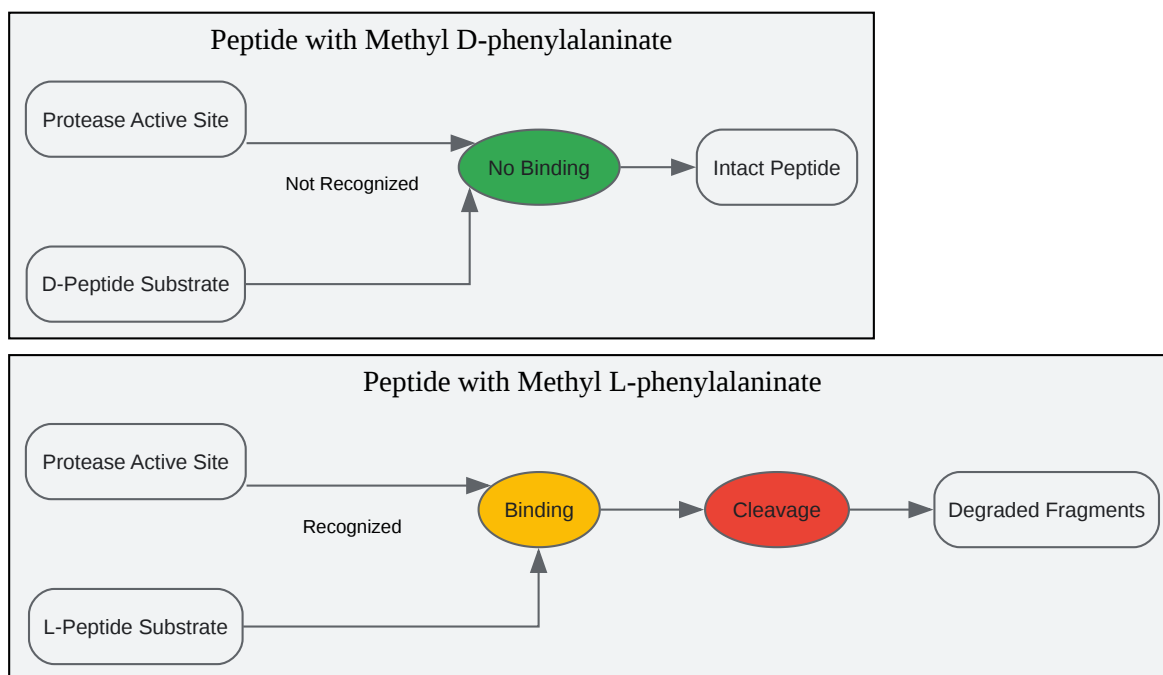 Peptide with Methyl D-phenylalaninate
Protease Active Site
No Binding
Intact Peptide
Not Recognized
D-Peptide Substrate
Peptide with Methyl L-phenylalaninate
Protease Active Site
Binding
Cleavage
Degraded Fragments
Recognized
L-Peptide Substrate